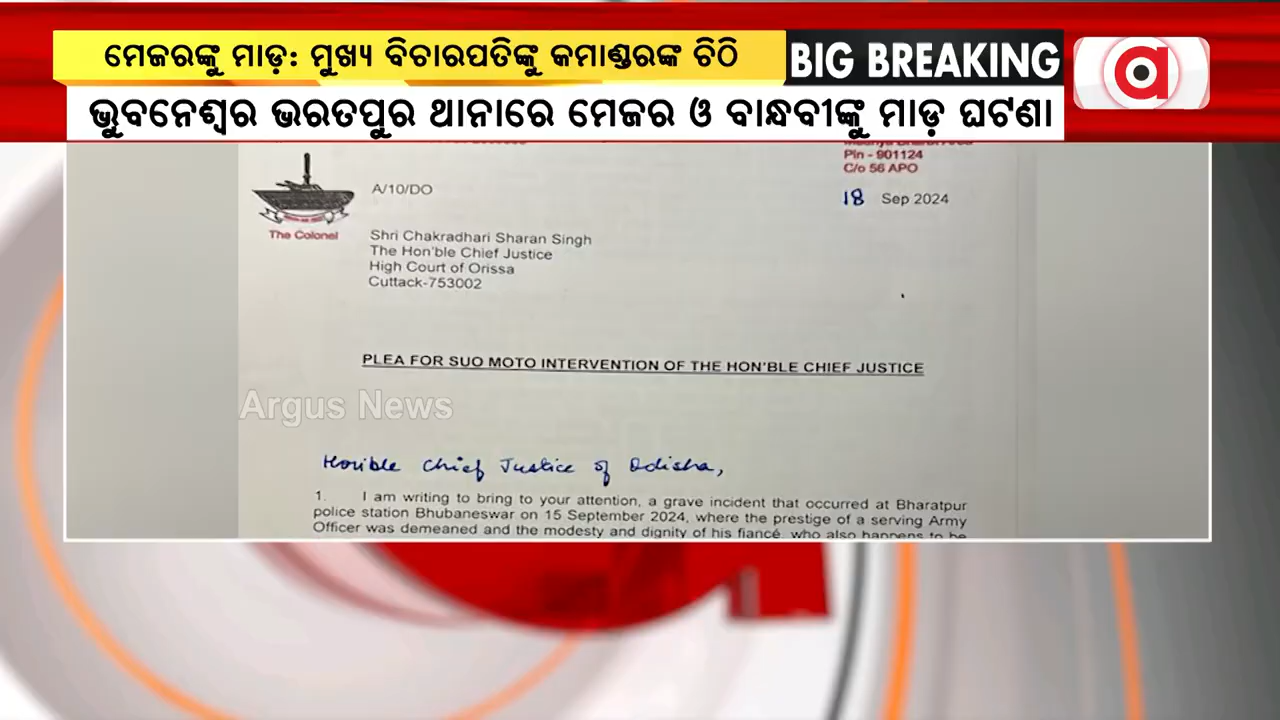 ମେଜରଙ୍କୁ ମାଡ଼: ମୁଖ୍ୟ ବିଚାରପତିଙ୍କୁ କମାଣ୍ଡରଙ୍କ ଚିଠି
BIG BREAKING
a
ଭୁବନେଶ୍ୱର ଭରତପୁର ଥାନାରେ ମେଜର ଓ ବାନ୍ଧବୀଙ୍କୁ ମାଡ଼ ଘଟଣା
Pin - 901124
C/o 56 APO
A/10/DO
18 Sep 2024
The Colonel
Shri Chakradhari Sharan Singh
The Hon'ble Chief Justice
High Court of Orissa
Cuttack-753002
PLEA FOR SUO MOTO INTERVENTION OF THE HON'BLE CHIEF JUSTICE
Argus News
Hon'ble Chief Justice of Odisha,
1. I am writing to bring to your attention, a grave incident that occurred at Bharatpur
police station Bhubaneswar on 15 September 2024, where the prestige of a serving Army
Officer was demeaned and the modesty and dignity of his fiancé, who also happens to be